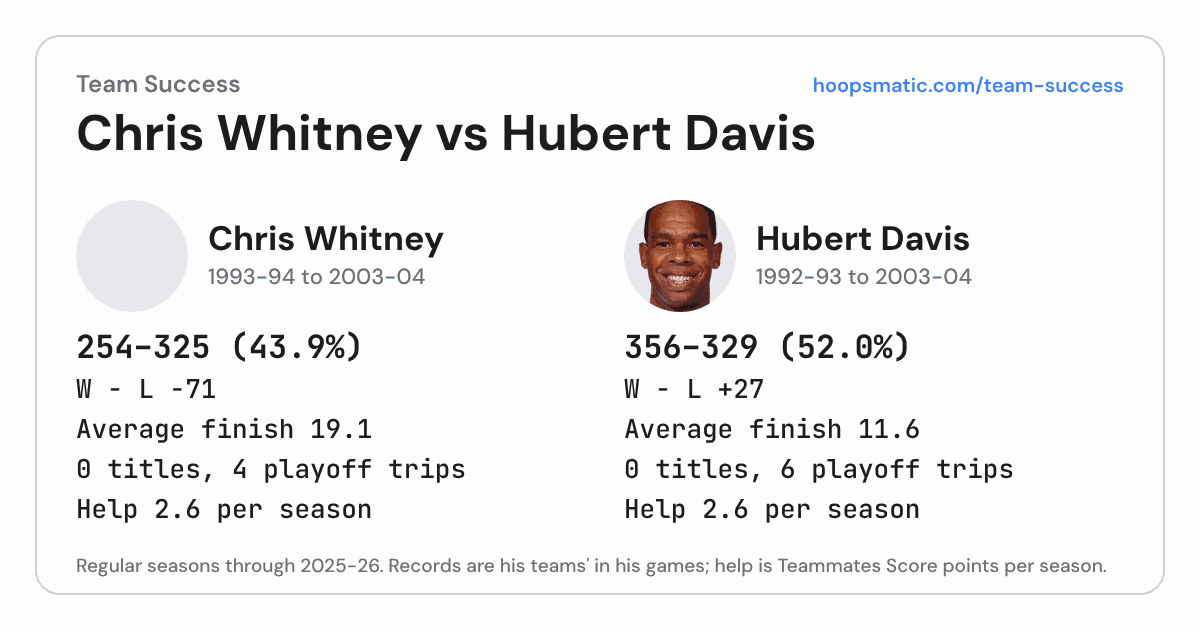 Team Success
hoopsmatic.com/team-success
Chris Whitney vs Hubert Davis
Chris Whitney
1993-94 to 2003-04
254-325 (43.9%)
W - L -71
Average finish 19.1
0 titles, 4 playoff trips
Help 2.6 per season
Hubert Davis
1992-93 to 2003-04
356-329 (52.0%)
W - L +27
Average finish 11.6
0 titles, 6 playoff trips
Help 2.6 per season
Regular seasons through 2025-26. Records are his teams' in his games; help is Teammates Score points per season.